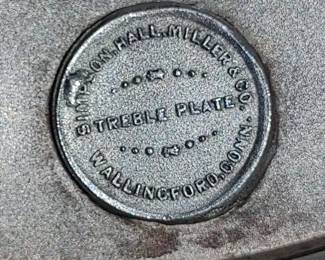 SIMPSON, HALL, MILLER & CO.
TREBLE PLATE
WALLINGFORD, CONN.